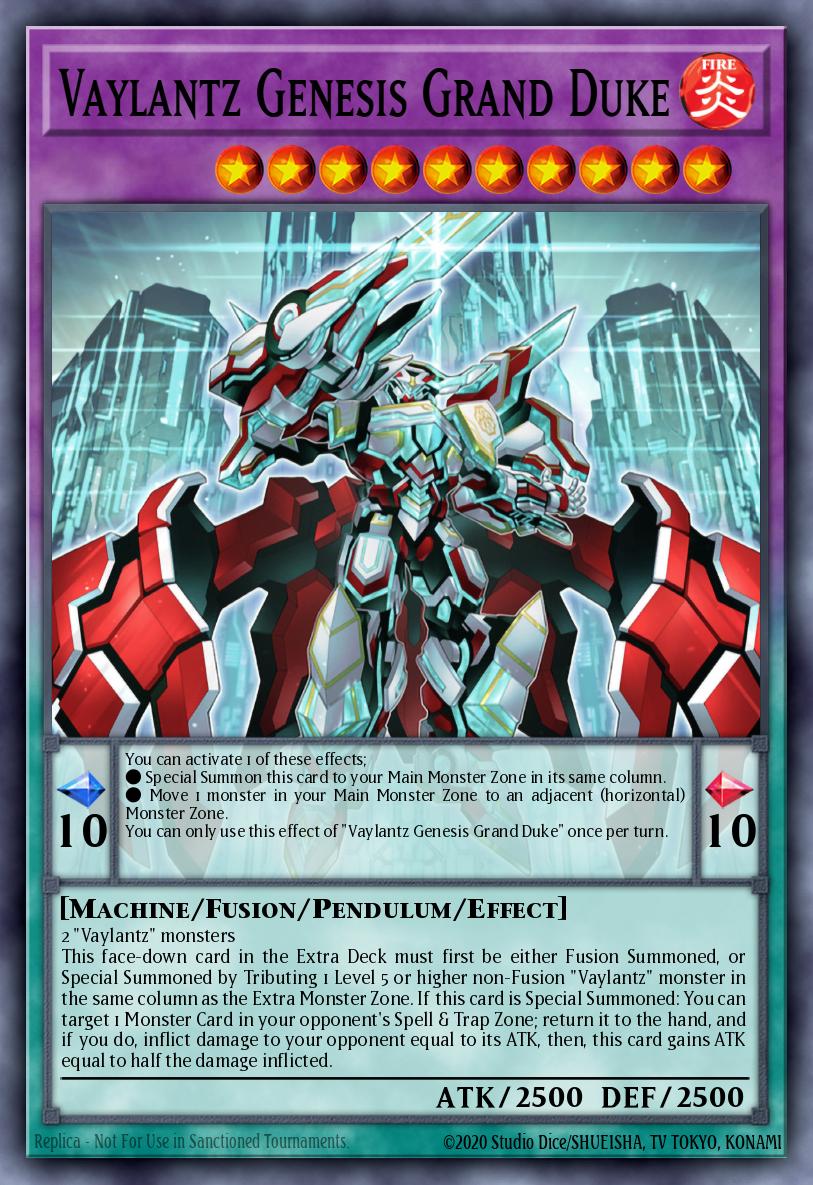 Vaylantz Genesis Grand Duke
FIRE
炎
You can activate 1 of these effects;
● Special Summon this card to your Main Monster Zone in its same column.
● Move 1 monster in your Main Monster Zone to an adjacent (horizontal)
Monster Zone.
You can only use this effect of "Vaylantz Genesis Grand Duke" once per turn.
10
10
[Machine/Fusion/Pendulum/Effect]
2 "Vaylantz" monsters
This face-down card in the Extra Deck must first be either Fusion Summoned, or
Special Summoned by Tributing 1 Level 5 or higher non-Fusion "Vaylantz" monster in
the same column as the Extra Monster Zone. If this card is Special Summoned: You can
target 1 Monster Card in your opponent's Spell & Trap Zone; return it to the hand, and
if you do, inflict damage to your opponent equal to its ATK, then, this card gains ATK
equal to half the damage inflicted.
ATK/2500 DEF/2500
Replica - Not For Use in Sanctioned Tournaments.
©2020 Studio Dice/SHUEISHA, TV TOKYO, KONAMI